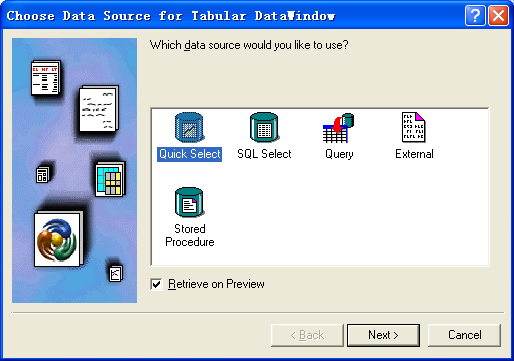 Choose Data Source for Tabular DataWindow
Which data source would you like to use?
Quick Select
SQL Select
Query
External
Stored
Procedure
Retrieve on Preview
< Back
Next >
Cancel